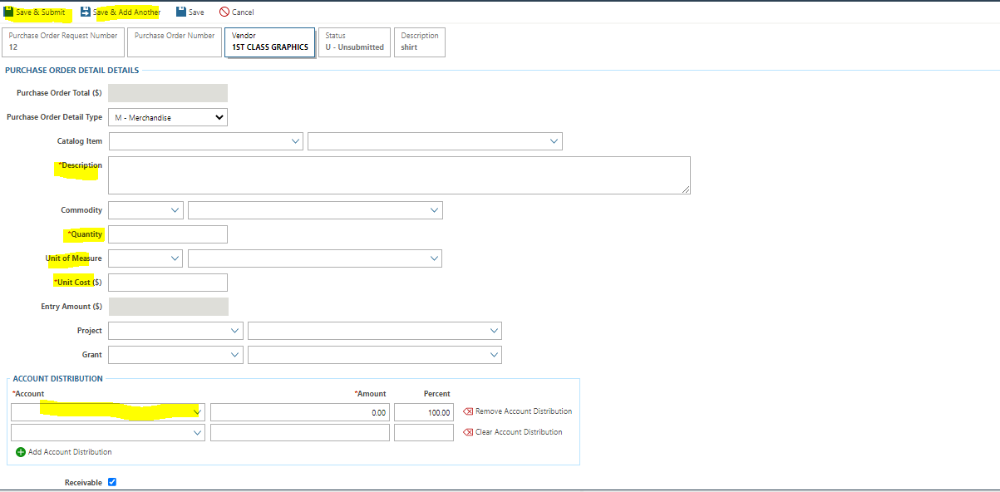 Save & Submit Save & Add Another Save Cancel
Purchase Order Request Number Purchase Order Number Vendor Status Description
12 1ST CLASS GRAPHICS U - Unsubmitted shirt
PURCHASE ORDER DETAIL DETAILS
Purchase Order Total ($)
Purchase Order Detail Type M - Merchandise
Catalog Item
*Description
Commodity
*Quantity
Unit of Measure
*Unit Cost ($)
Entry Amount ($)
Project
Grant
ACCOUNT DISTRIBUTION
*Account *Amount Percent
0.00 100.00 Remove Account Distribution
Clear Account Distribution
Add Account Distribution
Receivable